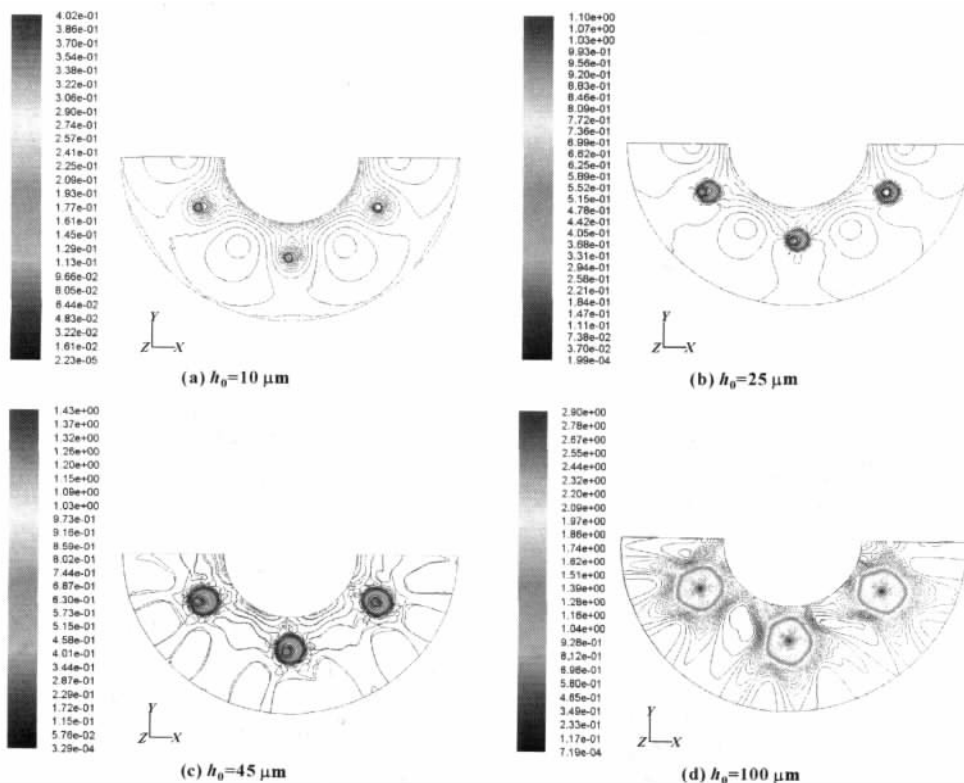 4.02e-01
3.86e-01
3.70e-01
3.54e-01
3.38e-01
3.22e-01
3.06e-01
2.90e-01
2.74e-01
2.57e-01
2.41e-01
2.25e-01
2.09e-01
1.93e-01
1.77e-01
1.61e-01
1.45e-01
1.29e-01
1.13e-01
9.66e-02
8.05e-02
6.44e-02
4.83e-02
3.22e-02
1.61e-02
2.23e-05
Y
Z X
(a) h₀=10 μm
1.10e+00
1.07e+00
1.03e+00
9.93e-01
9.56e-01
9.20e-01
8.83e-01
8.46e-01
8.09e-01
7.72e-01
7.36e-01
6.99e-01
6.62e-01
6.25e-01
5.89e-01
5.52e-01
5.15e-01
4.78e-01
4.42e-01
4.05e-01
3.68e-01
3.31e-01
2.94e-01
2.58e-01
2.21e-01
1.84e-01
1.47e-01
1.11e-01
7.38e-02
3.70e-02
1.99e-04
Y
Z X
(b) h₀=25 μm
1.43e+00
1.37e+00
1.32e+00
1.26e+00
1.20e+00
1.15e+00
1.09e+00
1.03e+00
9.73e-01
9.16e-01
8.59e-01
8.02e-01
7.44e-01
6.87e-01
6.30e-01
5.73e-01
5.15e-01
4.58e-01
4.01e-01
3.44e-01
2.87e-01
2.29e-01
1.72e-01
1.15e-01
5.76e-02
3.29e-04
Y
Z X
(c) h₀=45 μm
2.90e+00
2.78e+00
2.67e+00
2.55e+00
2.44e+00
2.32e+00
2.20e+00
2.09e+00
1.97e+00
1.86e+00
1.74e+00
1.62e+00
1.51e+00
1.39e+00
1.28e+00
1.16e+00
1.04e+00
9.28e-01
8.12e-01
6.96e-01
5.80e-01
4.65e-01
3.49e-01
2.33e-01
1.17e-01
7.19e-04
Y
Z X
(d) h₀=100 μm